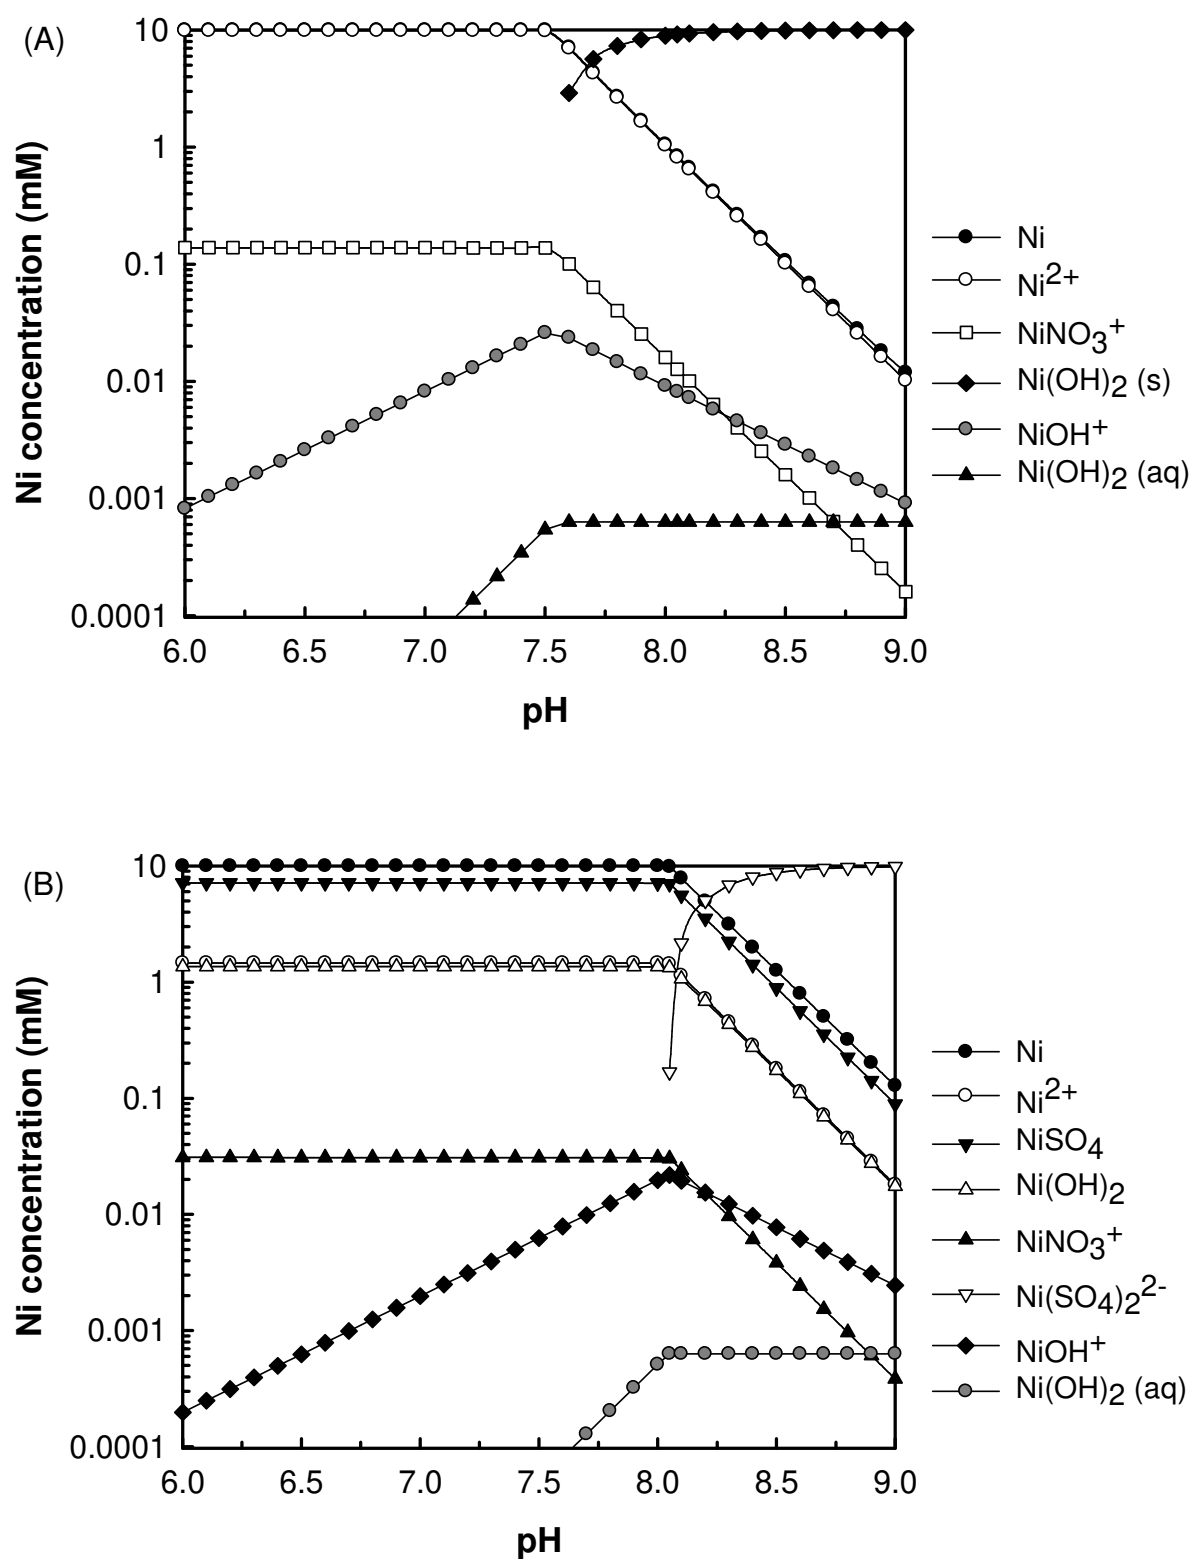 (A)
10
1
0.1
0.01
0.001
0.0001
Ni concentration (mM)
6.0 6.5 7.0 7.5 8.0 8.5 9.0
pH
Ni
Ni²⁺
NiNO₃⁺
Ni(OH)₂ (s)
NiOH⁺
Ni(OH)₂ (aq)
(B)
10
1
0.1
0.01
0.001
0.0001
Ni concentration (mM)
6.0 6.5 7.0 7.5 8.0 8.5 9.0
pH
Ni
Ni²⁺
NiSO₄
Ni(OH)₂
NiNO₃⁺
Ni(SO₄)₂²⁻
NiOH⁺
Ni(OH)₂ (aq)